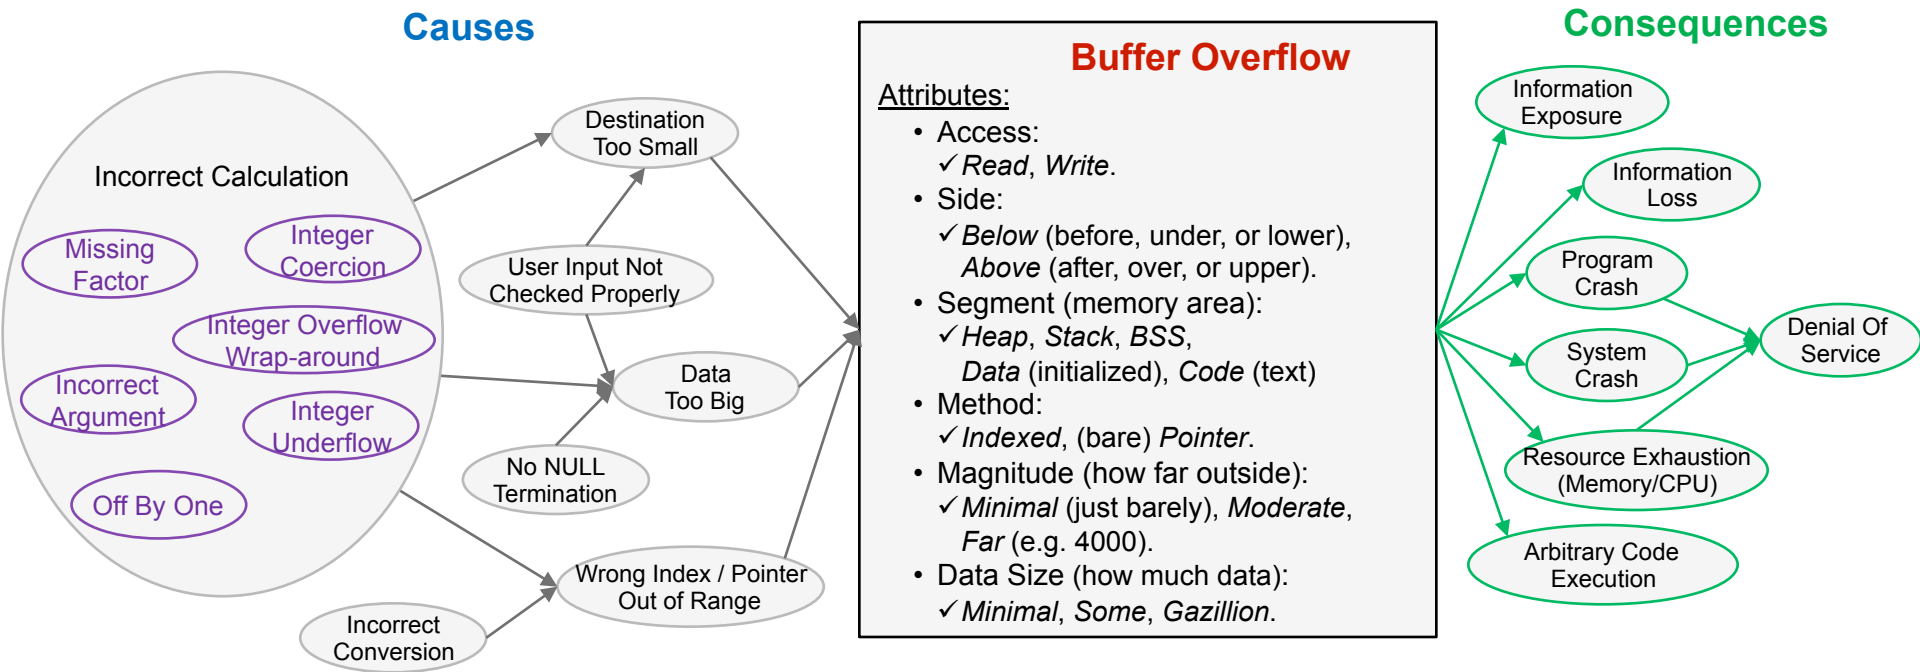 Causes
Incorrect Calculation
Missing
Factor
Integer
Coercion
Integer Overflow
Wrap-around
Incorrect
Argument
Integer
Underflow
Off By One
Destination
Too Small
User Input Not
Checked Properly
Data
Too Big
No NULL
Termination
Wrong Index / Pointer
Out of Range
Incorrect
Conversion
Buffer Overflow
Attributes:
• Access:
✓Read, Write.
• Side:
✓Below (before, under, or lower),
Above (after, over, or upper).
• Segment (memory area):
✓Heap, Stack, BSS,
Data (initialized), Code (text)
• Method:
✓Indexed, (bare) Pointer.
• Magnitude (how far outside):
✓Minimal (just barely), Moderate,
Far (e.g. 4000).
• Data Size (how much data):
✓Minimal, Some, Gazillion.
Consequences
Information
Exposure
Information
Loss
Program
Crash
System
Crash
Denial Of
Service
Resource Exhaustion
(Memory/CPU)
Arbitrary Code
Execution